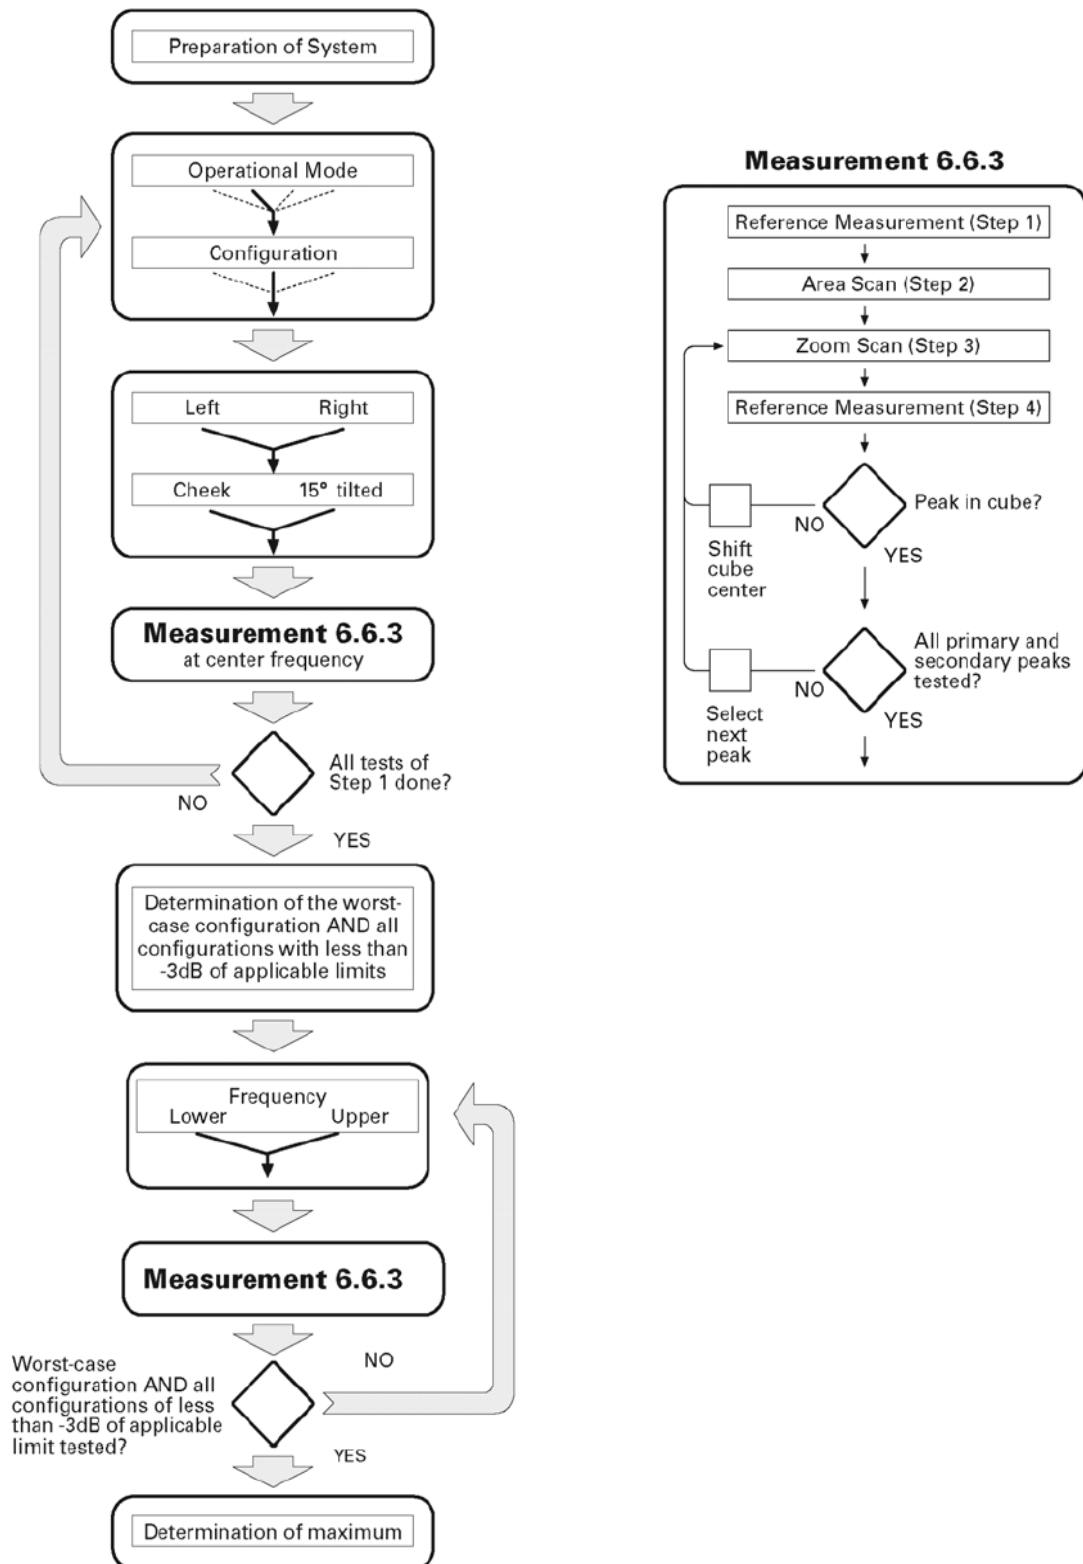 Preparation of System
Operational Mode
Configuration
Left Right
Cheek 15° tilted
Measurement 6.6.3
at center frequency
All tests of
Step 1 done?
NO
YES
Determination of the worst-
case configuration AND all
configurations with less than
-3dB of applicable limits
Frequency
Lower Upper
Measurement 6.6.3
NO
Worst-case
configuration AND all
configurations of less
than -3dB of applicable
limit tested?
YES
Determination of maximum
Measurement 6.6.3
Reference Measurement (Step 1)
Area Scan (Step 2)
Zoom Scan (Step 3)
Reference Measurement (Step 4)
Peak in cube?
NO
YES
Shift
cube
center
All primary and
secondary peaks
tested?
NO
YES
Select
next
peak